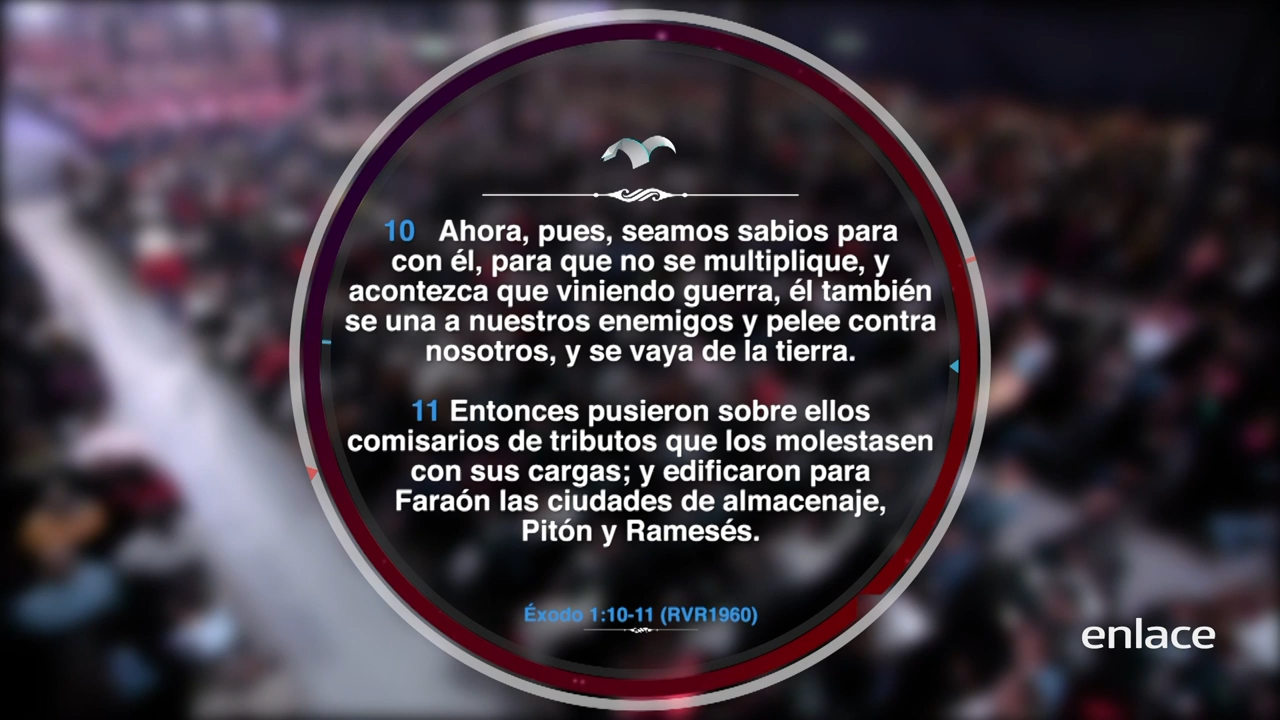 10 Ahora, pues, seamos sabios para
con él, para que no se multiplique, y
acontezca que viniendo guerra, él también
se una a nuestros enemigos y pelee contra
nosotros, y se vaya de la tierra.
11 Entonces pusieron sobre ellos
comisarios de tributos que los molestasen
con sus cargas; y edificaron para
Faraón las ciudades de almacenaje,
Pitón y Ramesés.
Éxodo 1:10-11 (RVR1960)
enlace